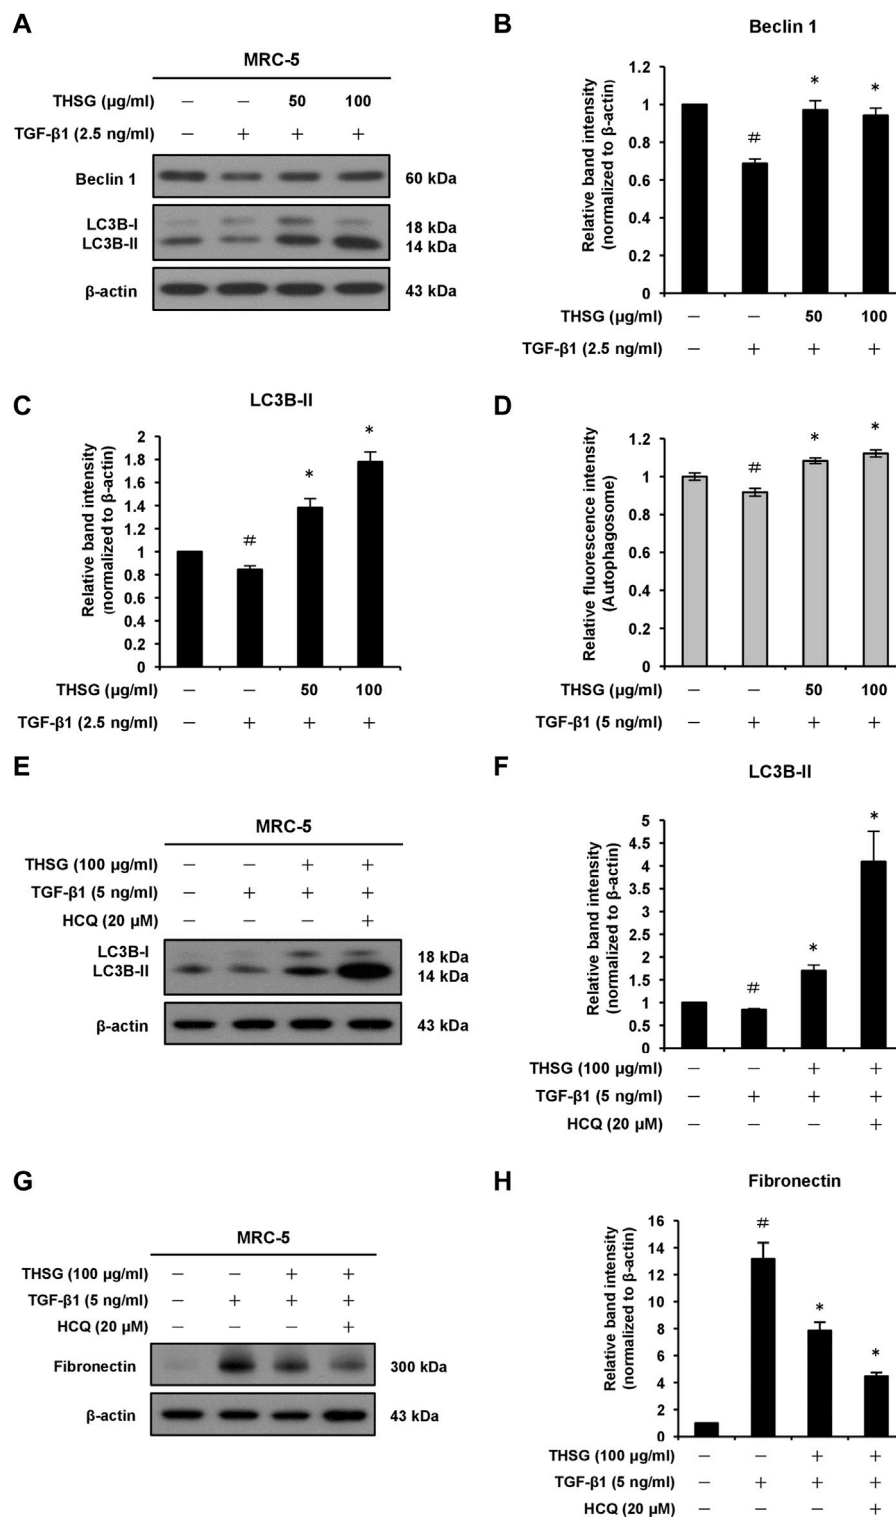 A
MRC-5
THSG (µg/ml) − − 50 100
TGF-β1 (2.5 ng/ml) − + + +
Beclin 1 60 kDa
LC3B-I 18 kDa
LC3B-II 14 kDa
β-actin 43 kDa
B
Beclin 1
Relative band intensity
(normalized to β-actin)
1.2
1
0.8
0.6
0.4
0.2
0
# * *
THSG (µg/ml) − − 50 100
TGF-β1 (2.5 ng/ml) − + + +
C
LC3B-II
Relative band intensity
(normalized to β-actin)
2
1.8
1.6
1.4
1.2
1
0.8
0.6
0.4
0.2
0
# * *
THSG (µg/ml) − − 50 100
TGF-β1 (2.5 ng/ml) − + + +
D
Relative fluorescence intensity
(Autophagosome)
1.2
1
0.8
0.6
0.4
0.2
0
# * *
THSG (µg/ml) − − 50 100
TGF-β1 (5 ng/ml) − + + +
E
MRC-5
THSG (100 µg/ml) − − + +
TGF-β1 (5 ng/ml) − + + +
HCQ (20 µM) − − − +
LC3B-I 18 kDa
LC3B-II 14 kDa
β-actin 43 kDa
F
LC3B-II
Relative band intensity
(normalized to β-actin)
5
4.5
4
3.5
3
2.5
2
1.5
1
0.5
0
# * *
THSG (100 µg/ml) − − + +
TGF-β1 (5 ng/ml) − + + +
HCQ (20 µM) − − − +
G
MRC-5
THSG (100 µg/ml) − − + +
TGF-β1 (5 ng/ml) − + + +
HCQ (20 µM) − − − +
Fibronectin 300 kDa
β-actin 43 kDa
H
Fibronectin
Relative band intensity
(normalized to β-actin)
16
14
12
10
8
6
4
2
0
# * *
THSG (100 µg/ml) − − + +
TGF-β1 (5 ng/ml) − + + +
HCQ (20 µM) − − − +